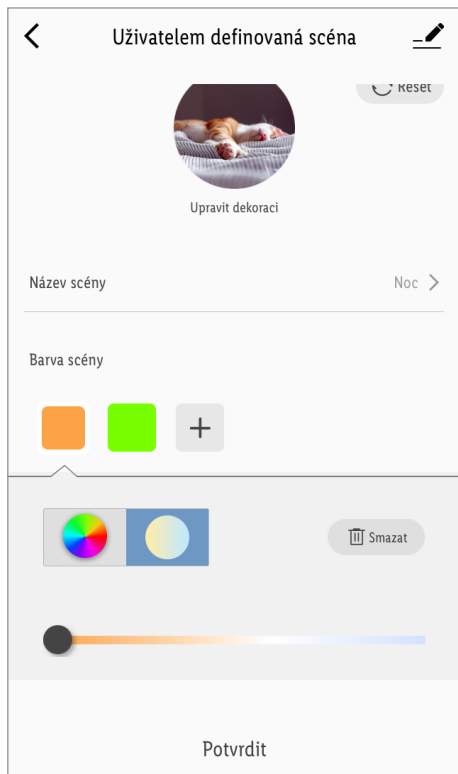 Uživatelem definovaná scéna
Reset
Upravit dekoraci
Název scény Noc
Barva scény
Smazat
Potvrdit